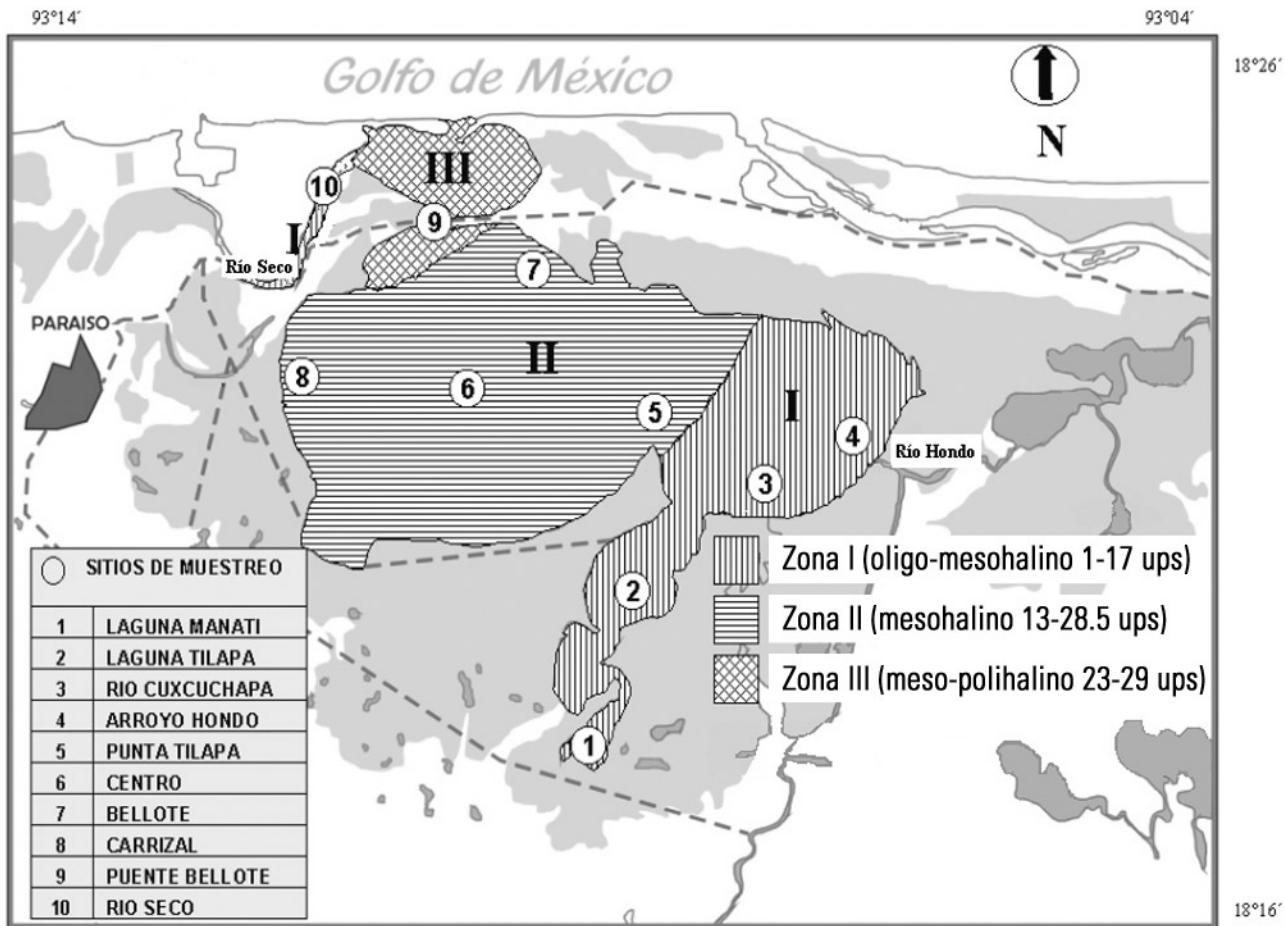 93°14´
93°04´
18°26´
Golfo de México
N
III
10
I
9
Río Seco
7
PARAISO
II
8
6
5
I
4
Río Hondo
3
2
1
SITIOS DE MUESTREO
1 LAGUNA MANATI
2 LAGUNA TILAPA
3 RIO CUXCUCHAPA
4 ARROYO HONDO
5 PUNTA TILAPA
6 CENTRO
7 BELLOTE
8 CARRIZAL
9 PUENTE BELLOTE
10 RIO SECO
Zona I (oligo-mesohalino 1-17 ups)
Zona II (mesohalino 13-28.5 ups)
Zona III (meso-polihalino 23-29 ups)
18°16´